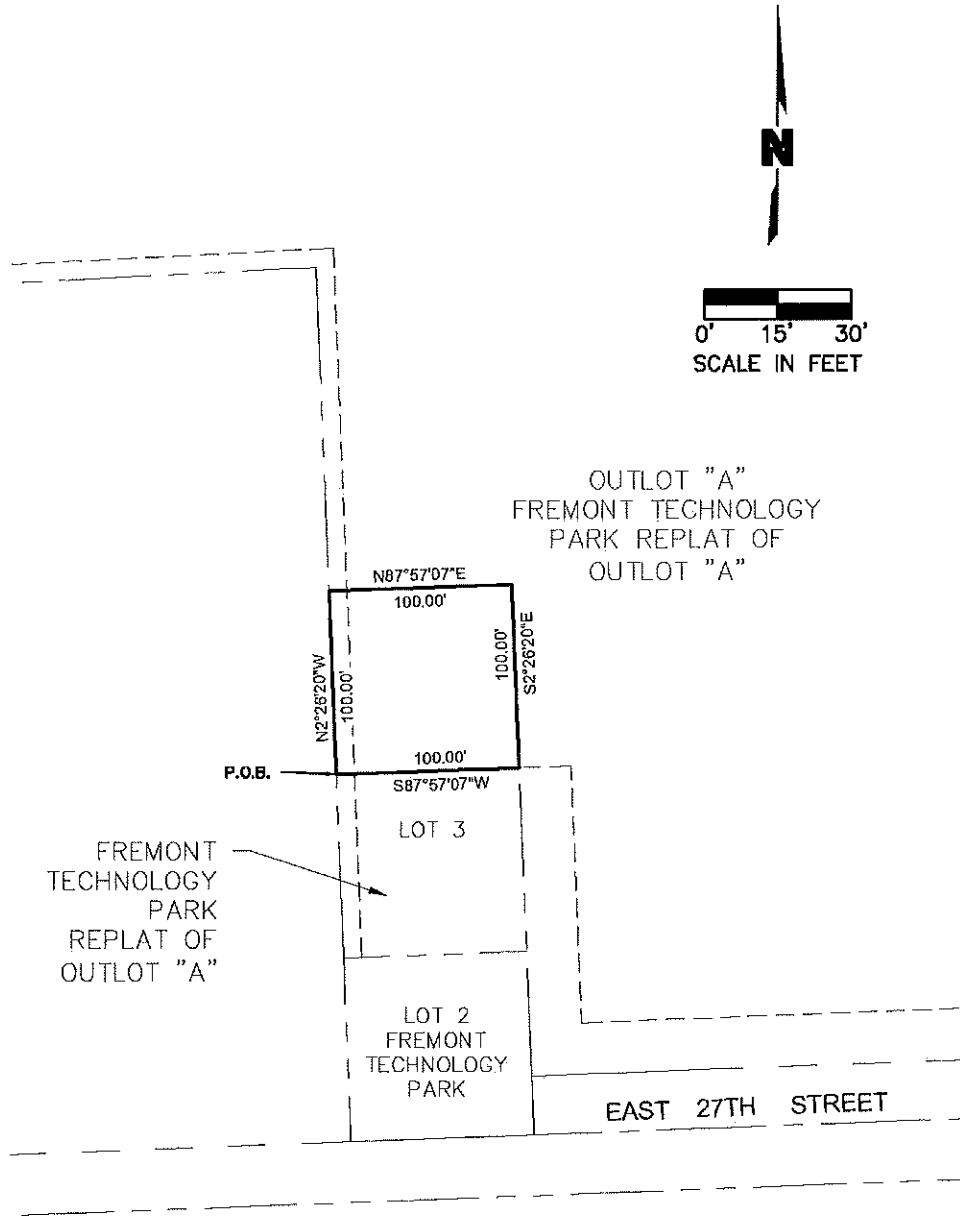 N
0' 15' 30'
SCALE IN FEET
OUTLOT "A"
FREMONT TECHNOLOGY
PARK REPLAT OF
OUTLOT "A"
N87°57'07"E
100.00'
N2°26'20"W
100.00'
100.00'
S2°26'20"E
100.00'
P.O.B.
S87°57'07"W
LOT 3
FREMONT
TECHNOLOGY
PARK
REPLAT OF
OUTLOT "A"
LOT 2
FREMONT
TECHNOLOGY
PARK
EAST 27TH STREET